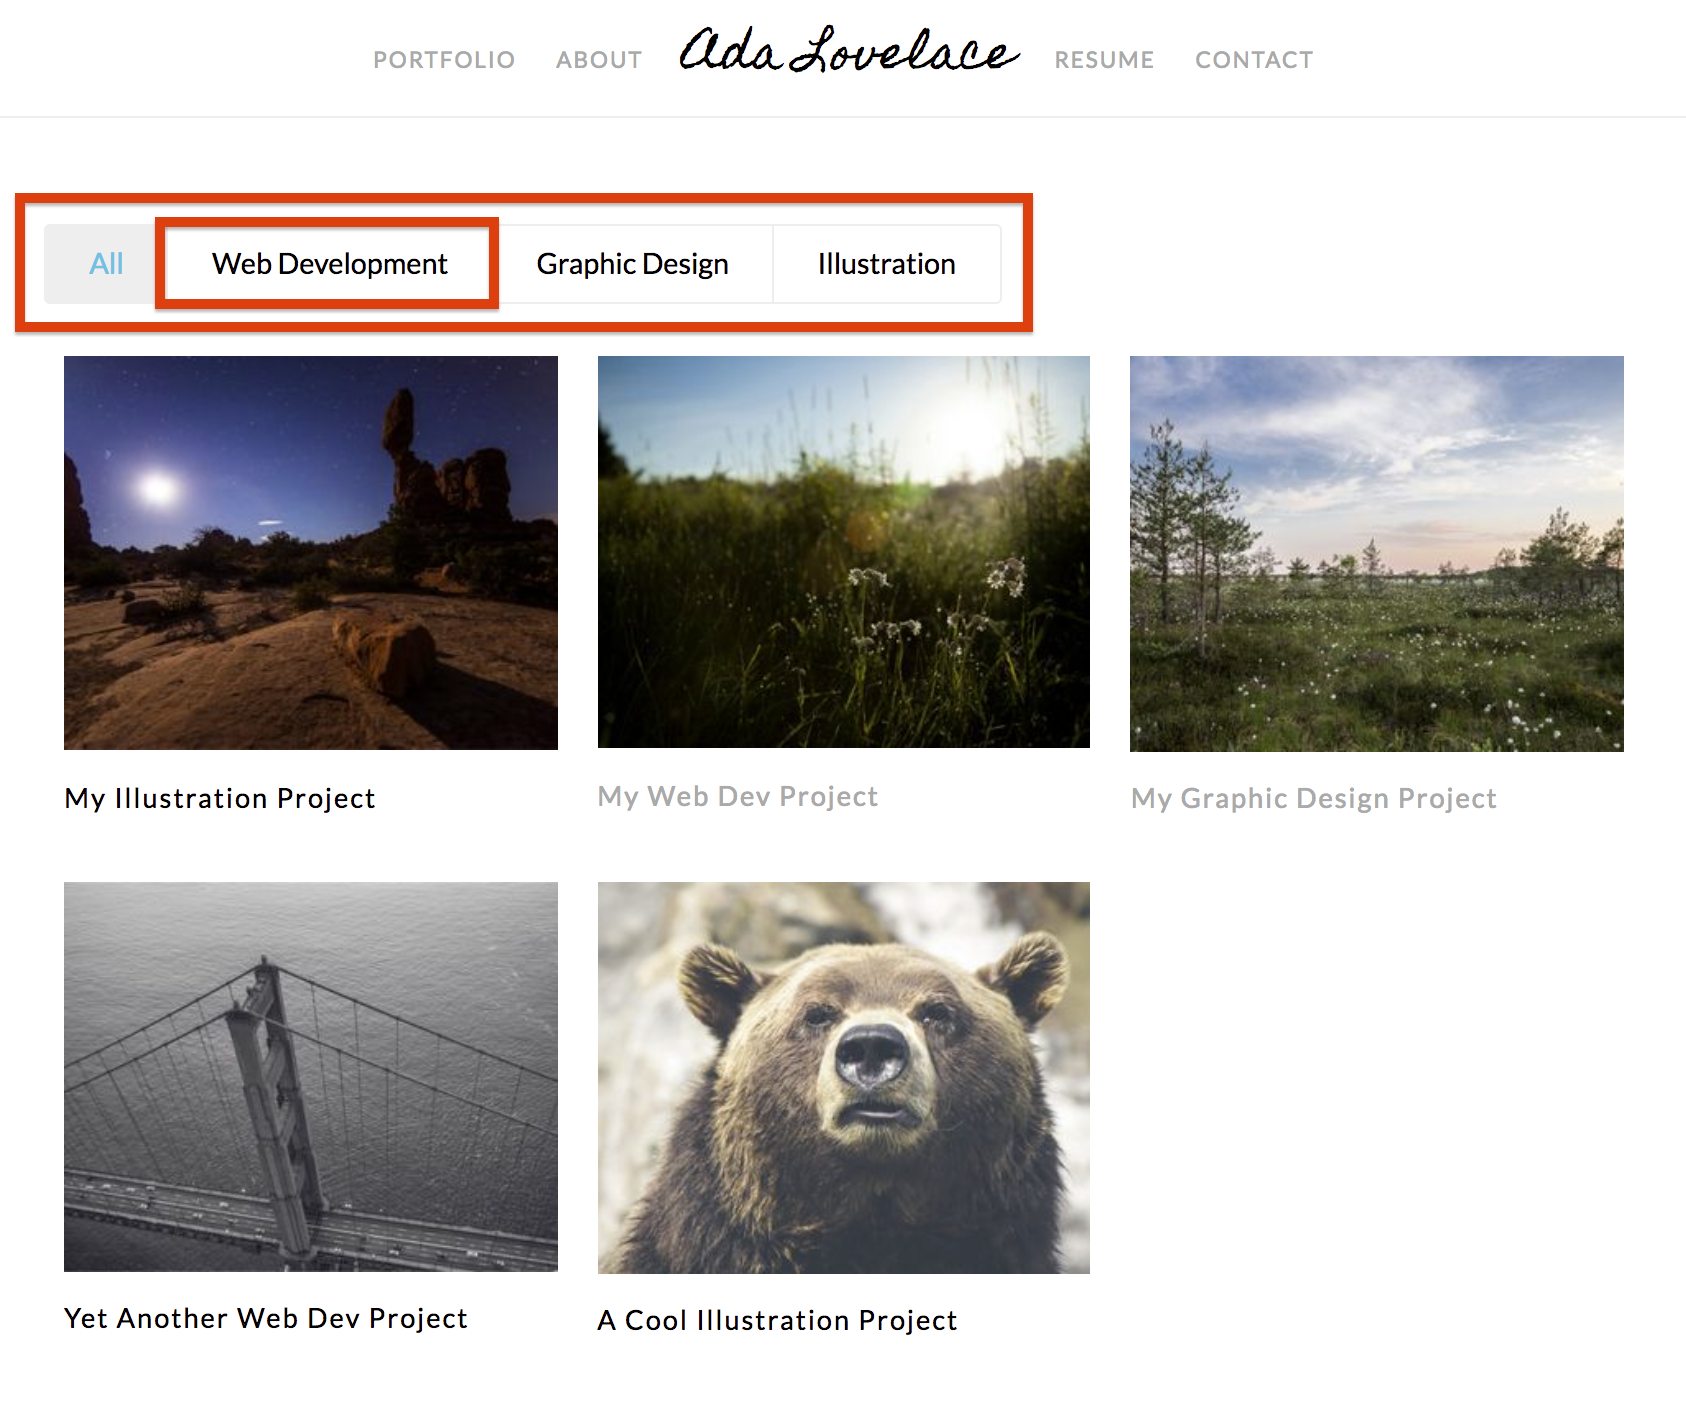 PORTFOLIO ABOUT Ada Lovelace RESUME CONTACT
All Web Development Graphic Design Illustration
My Illustration Project
My Web Dev Project
My Graphic Design Project
Yet Another Web Dev Project
A Cool Illustration Project